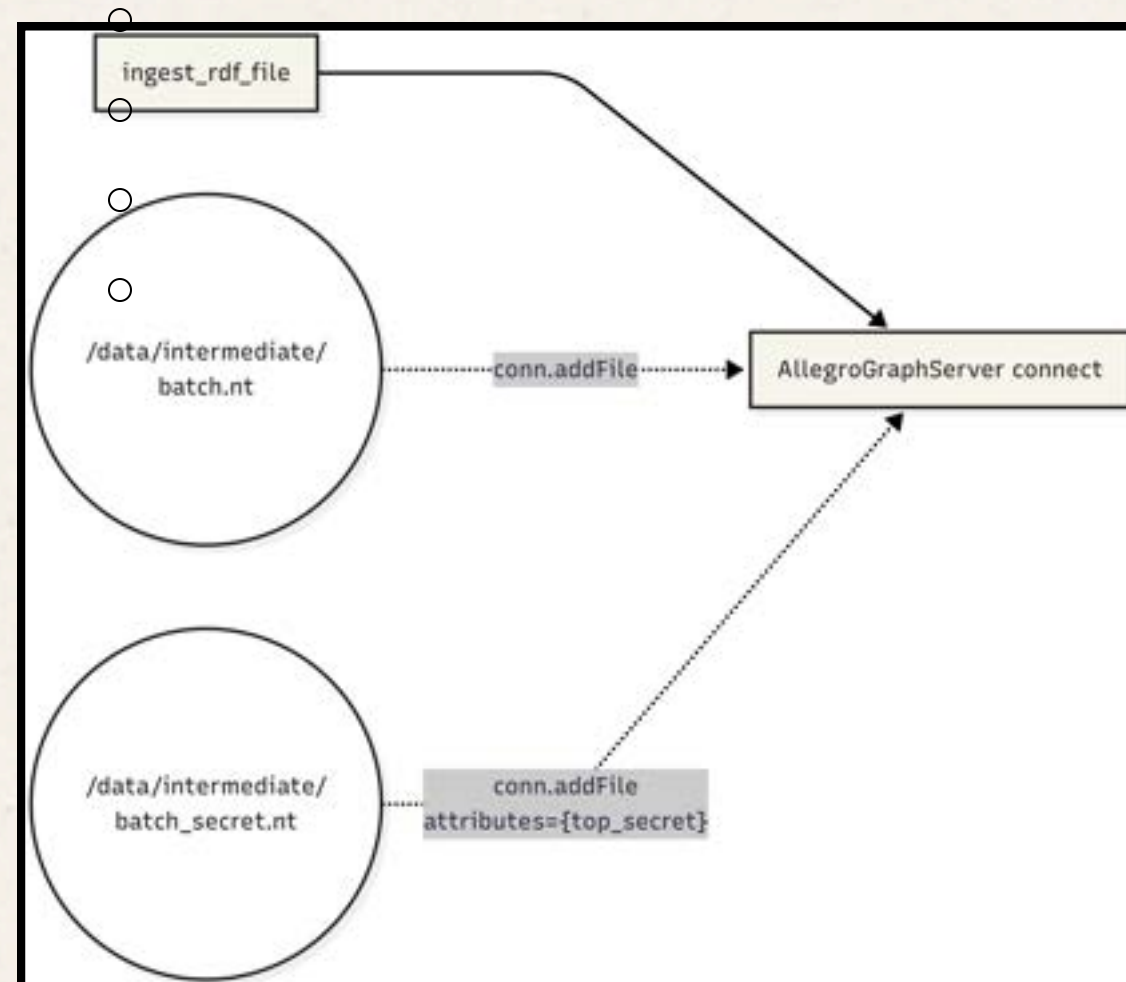 ingest_rdf_file
/data/intermediate/
batch.nt
conn.addFile
AllegroGraphServer connect
/data/intermediate/
batch_secret.nt
conn.addFile
attributes={top_secret}